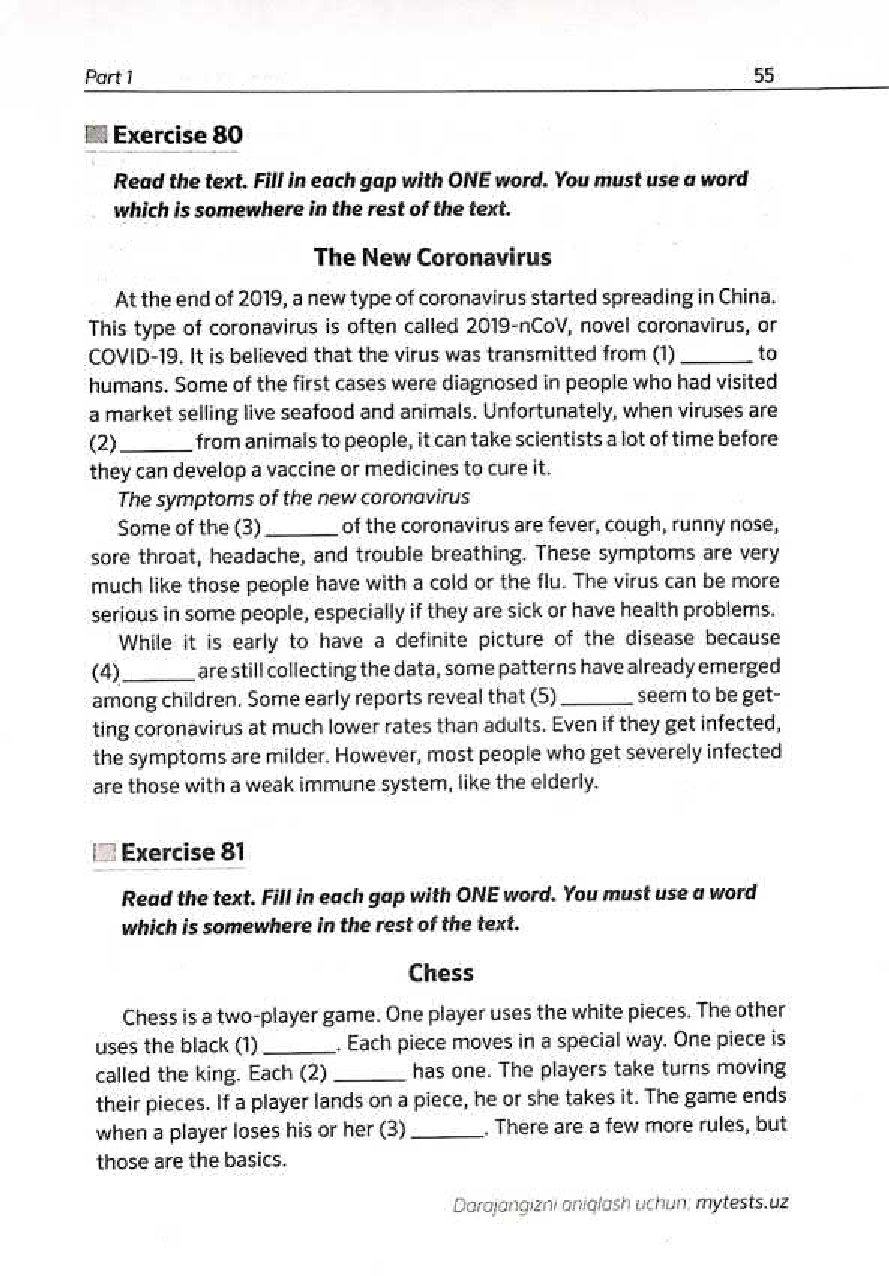 Part 1 55
Exercise 80
Read the text. Fill in each gap with ONE word. You must use a word
which is somewhere in the rest of the text.
The New Coronavirus
At the end of 2019, a new type of coronavirus started spreading in China.
This type of coronavirus is often called 2019-nCoV, novel coronavirus, or
COVID-19. It is believed that the virus was transmitted from (1) _______ to
humans. Some of the first cases were diagnosed in people who had visited
a market selling live seafood and animals. Unfortunately, when viruses are
(2) _______ from animals to people, it can take scientists a lot of time before
they can develop a vaccine or medicines to cure it.
The symptoms of the new coronavirus
Some of the (3) _______ of the coronavirus are fever, cough, runny nose,
sore throat, headache, and trouble breathing. These symptoms are very
much like those people have with a cold or the flu. The virus can be more
serious in some people, especially if they are sick or have health problems.
While it is early to have a definite picture of the disease because
(4) _______ are still collecting the data, some patterns have already emerged
among children. Some early reports reveal that (5) _______ seem to be get-
ting coronavirus at much lower rates than adults. Even if they get infected,
the symptoms are milder. However, most people who get severely infected
are those with a weak immune system, like the elderly.
Exercise 81
Read the text. Fill in each gap with ONE word. You must use a word
which is somewhere in the rest of the text.
Chess
Chess is a two-player game. One player uses the white pieces. The other
uses the black (1) _______. Each piece moves in a special way. One piece is
called the king. Each (2) _______ has one. The players take turns moving
their pieces. If a player lands on a piece, he or she takes it. The game ends
when a player loses his or her (3) _______. There are a few more rules, but
those are the basics.
Darajangizni aniqlash uchun: mytests.uz